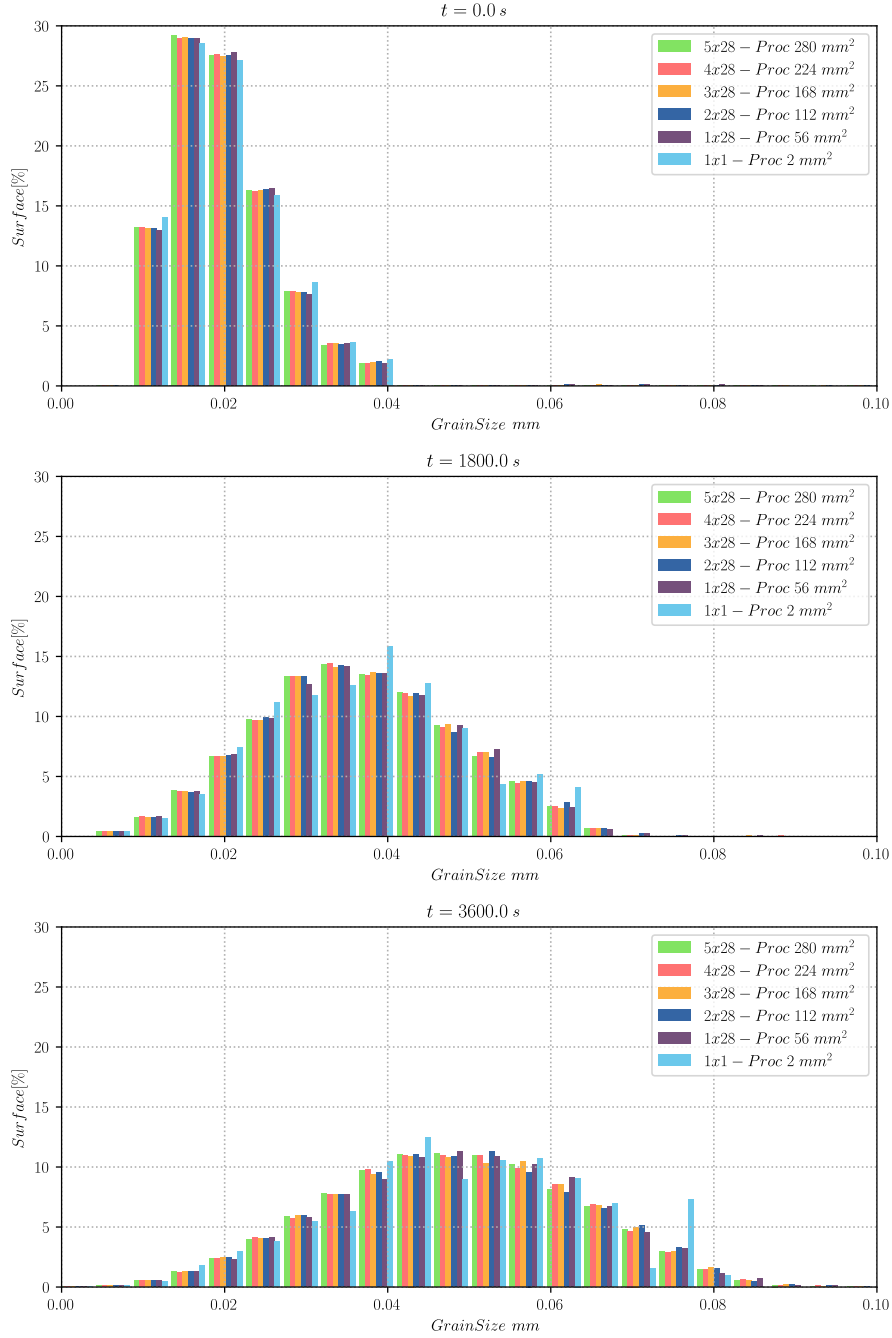 t = 0.0 s
30
25
20
15
10
5
0
Surface[%]
5x28 − Proc 280 mm²
4x28 − Proc 224 mm²
3x28 − Proc 168 mm²
2x28 − Proc 112 mm²
1x28 − Proc 56 mm²
1x1 − Proc 2 mm²
0.00 0.02 0.04 0.06 0.08 0.10
GrainSize mm
t = 1800.0 s
30
25
20
15
10
5
0
Surface[%]
5x28 − Proc 280 mm²
4x28 − Proc 224 mm²
3x28 − Proc 168 mm²
2x28 − Proc 112 mm²
1x28 − Proc 56 mm²
1x1 − Proc 2 mm²
0.00 0.02 0.04 0.06 0.08 0.10
GrainSize mm
t = 3600.0 s
30
25
20
15
10
5
0
Surface[%]
5x28 − Proc 280 mm²
4x28 − Proc 224 mm²
3x28 − Proc 168 mm²
2x28 − Proc 112 mm²
1x28 − Proc 56 mm²
1x1 − Proc 2 mm²
0.00 0.02 0.04 0.06 0.08 0.10
GrainSize mm